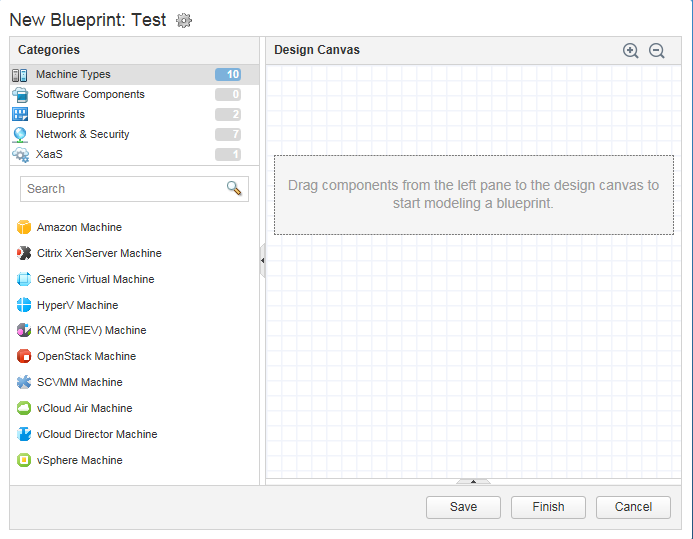 New Blueprint: Test
Categories
Machine Types 10
Software Components 0
Blueprints 2
Network & Security 7
XaaS 1
Search
Amazon Machine
Citrix XenServer Machine
Generic Virtual Machine
HyperV Machine
KVM (RHEV) Machine
OpenStack Machine
SCVMM Machine
vCloud Air Machine
vCloud Director Machine
vSphere Machine
Design Canvas
Drag components from the left pane to the design canvas to
start modeling a blueprint.
Save Finish Cancel